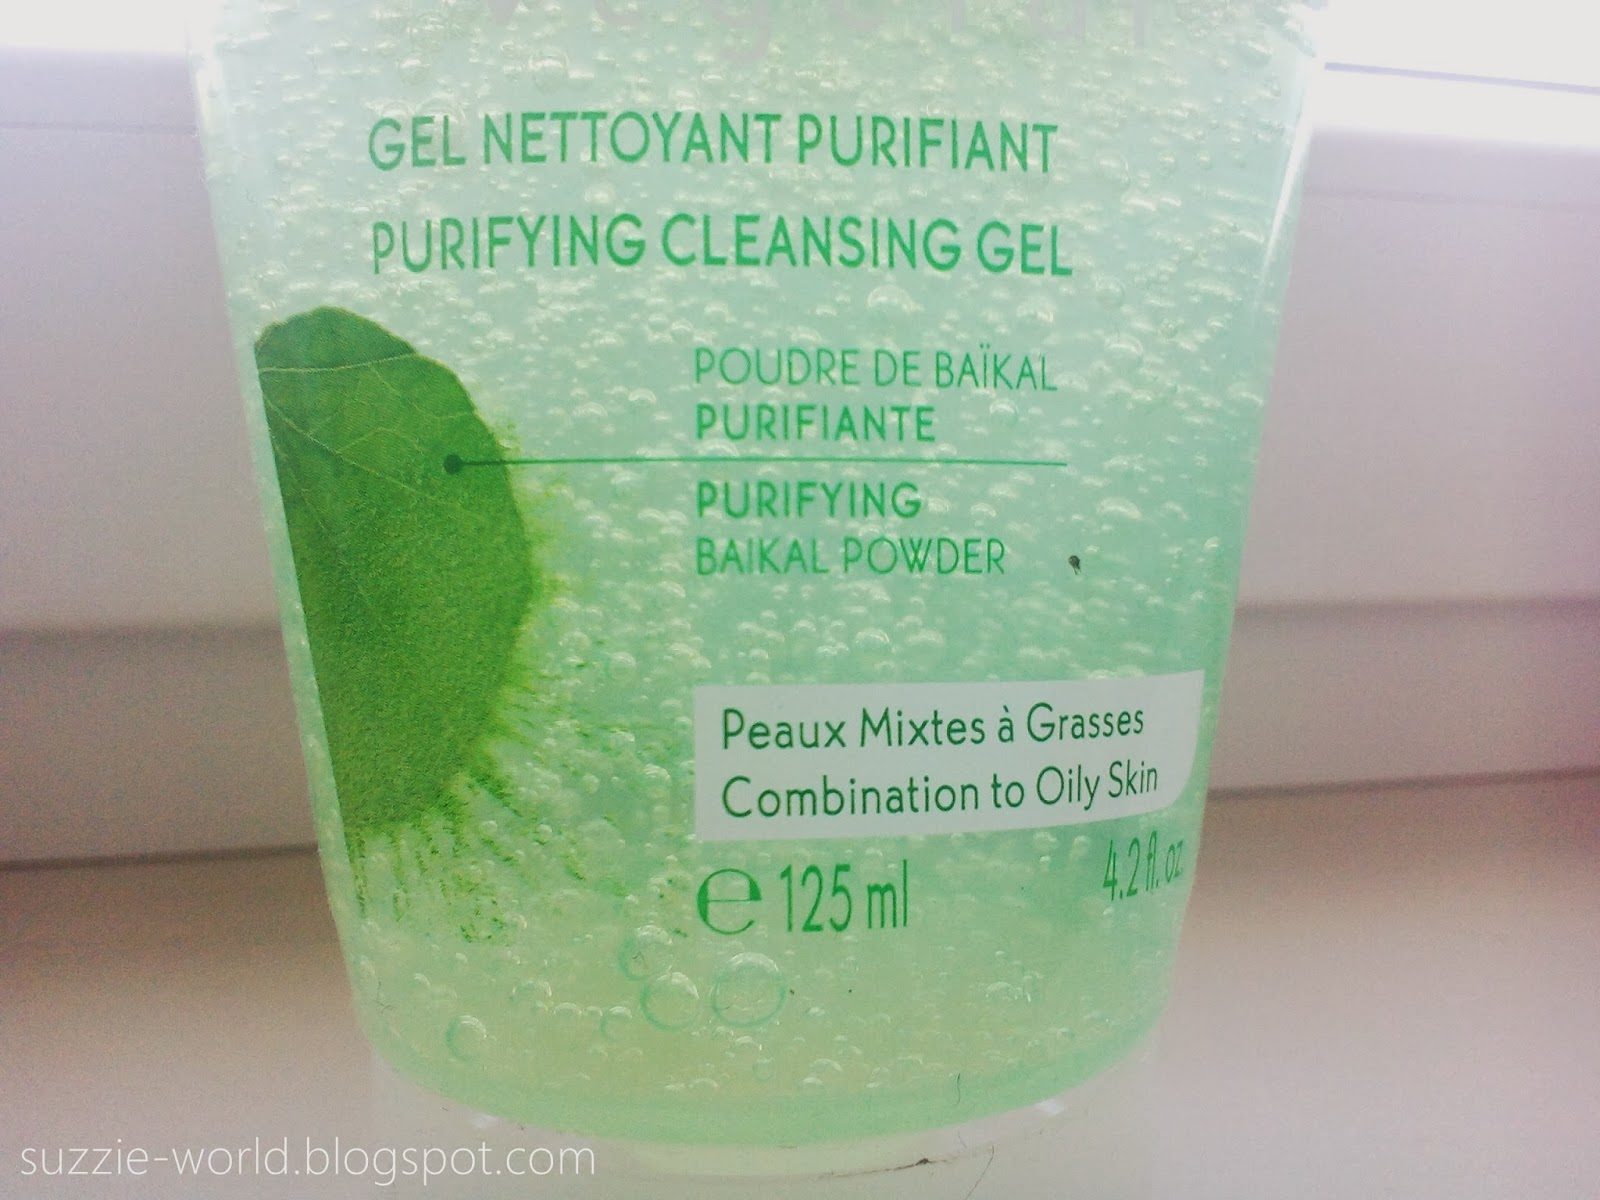 GEL NETTOYANT PURIFIANT
PURIFYING CLEANSING GEL
POUDRE DE BAÏKAL
PURIFIANTE
PURIFYING
BAIKAL POWDER
Peaux Mixtes à Grasses
Combination to Oily Skin
℮ 125 ml 4.2 fl. oz.
suzzie-world.blogspot.com